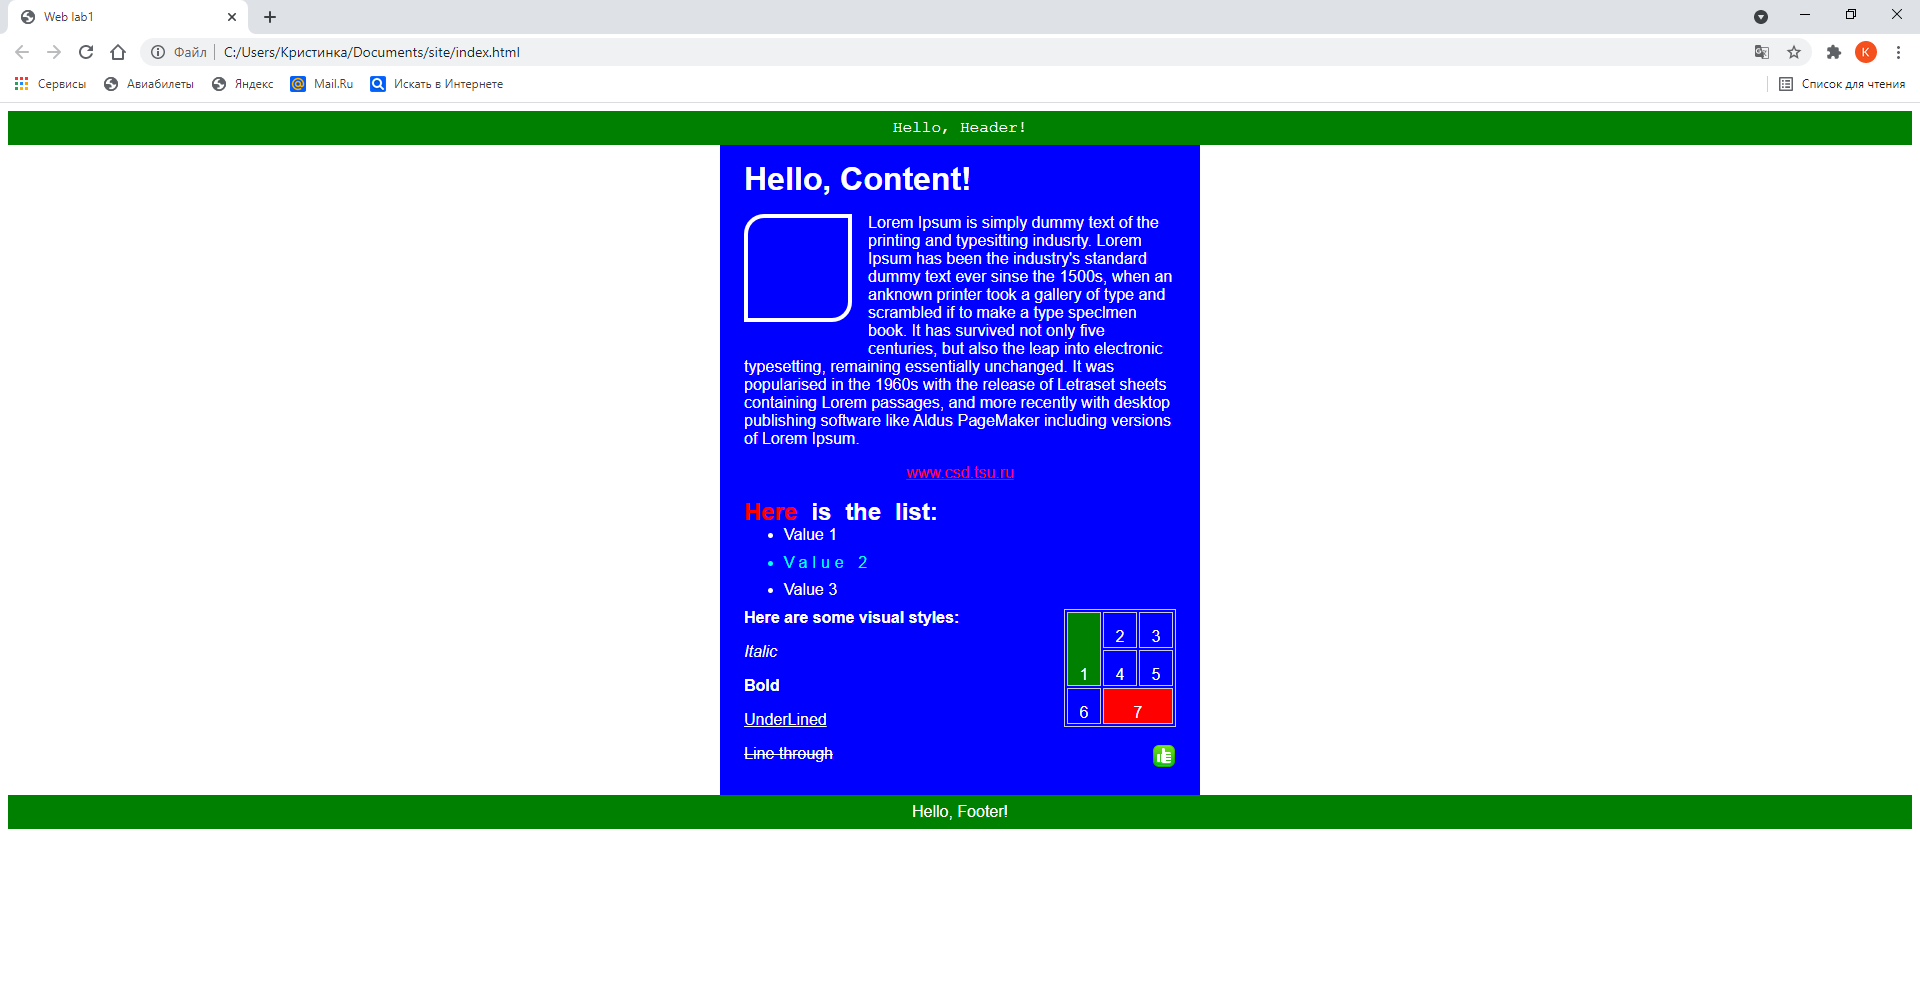 Web lab1
Файл C:/Users/Кристинка/Documents/site/index.html
K
Сервисы Авиабилеты Яндекс Mail.Ru Искать в Интернете Список для чтения
Hello, Header!
Hello, Content!
Lorem Ipsum is simply dummy text of the
printing and typesitting indusrty. Lorem
Ipsum has been the industry's standard
dummy text ever sinse the 1500s, when an
anknown printer took a gallery of type and
scrambled if to make a type speclmen
book. It has survived not only five
centuries, but also the leap into electronic
typesetting, remaining essentially unchanged. It was
popularised in the 1960s with the release of Letraset sheets
containing Lorem passages, and more recently with desktop
publishing software like Aldus PageMaker including versions
of Lorem Ipsum.
www.csd.tsu.ru
Here is the list:
• Value 1
• Value 2
• Value 3
Here are some visual styles:
Italic
Bold
UnderLined
Line-through
2 3
1 4 5
6 7
Hello, Footer!